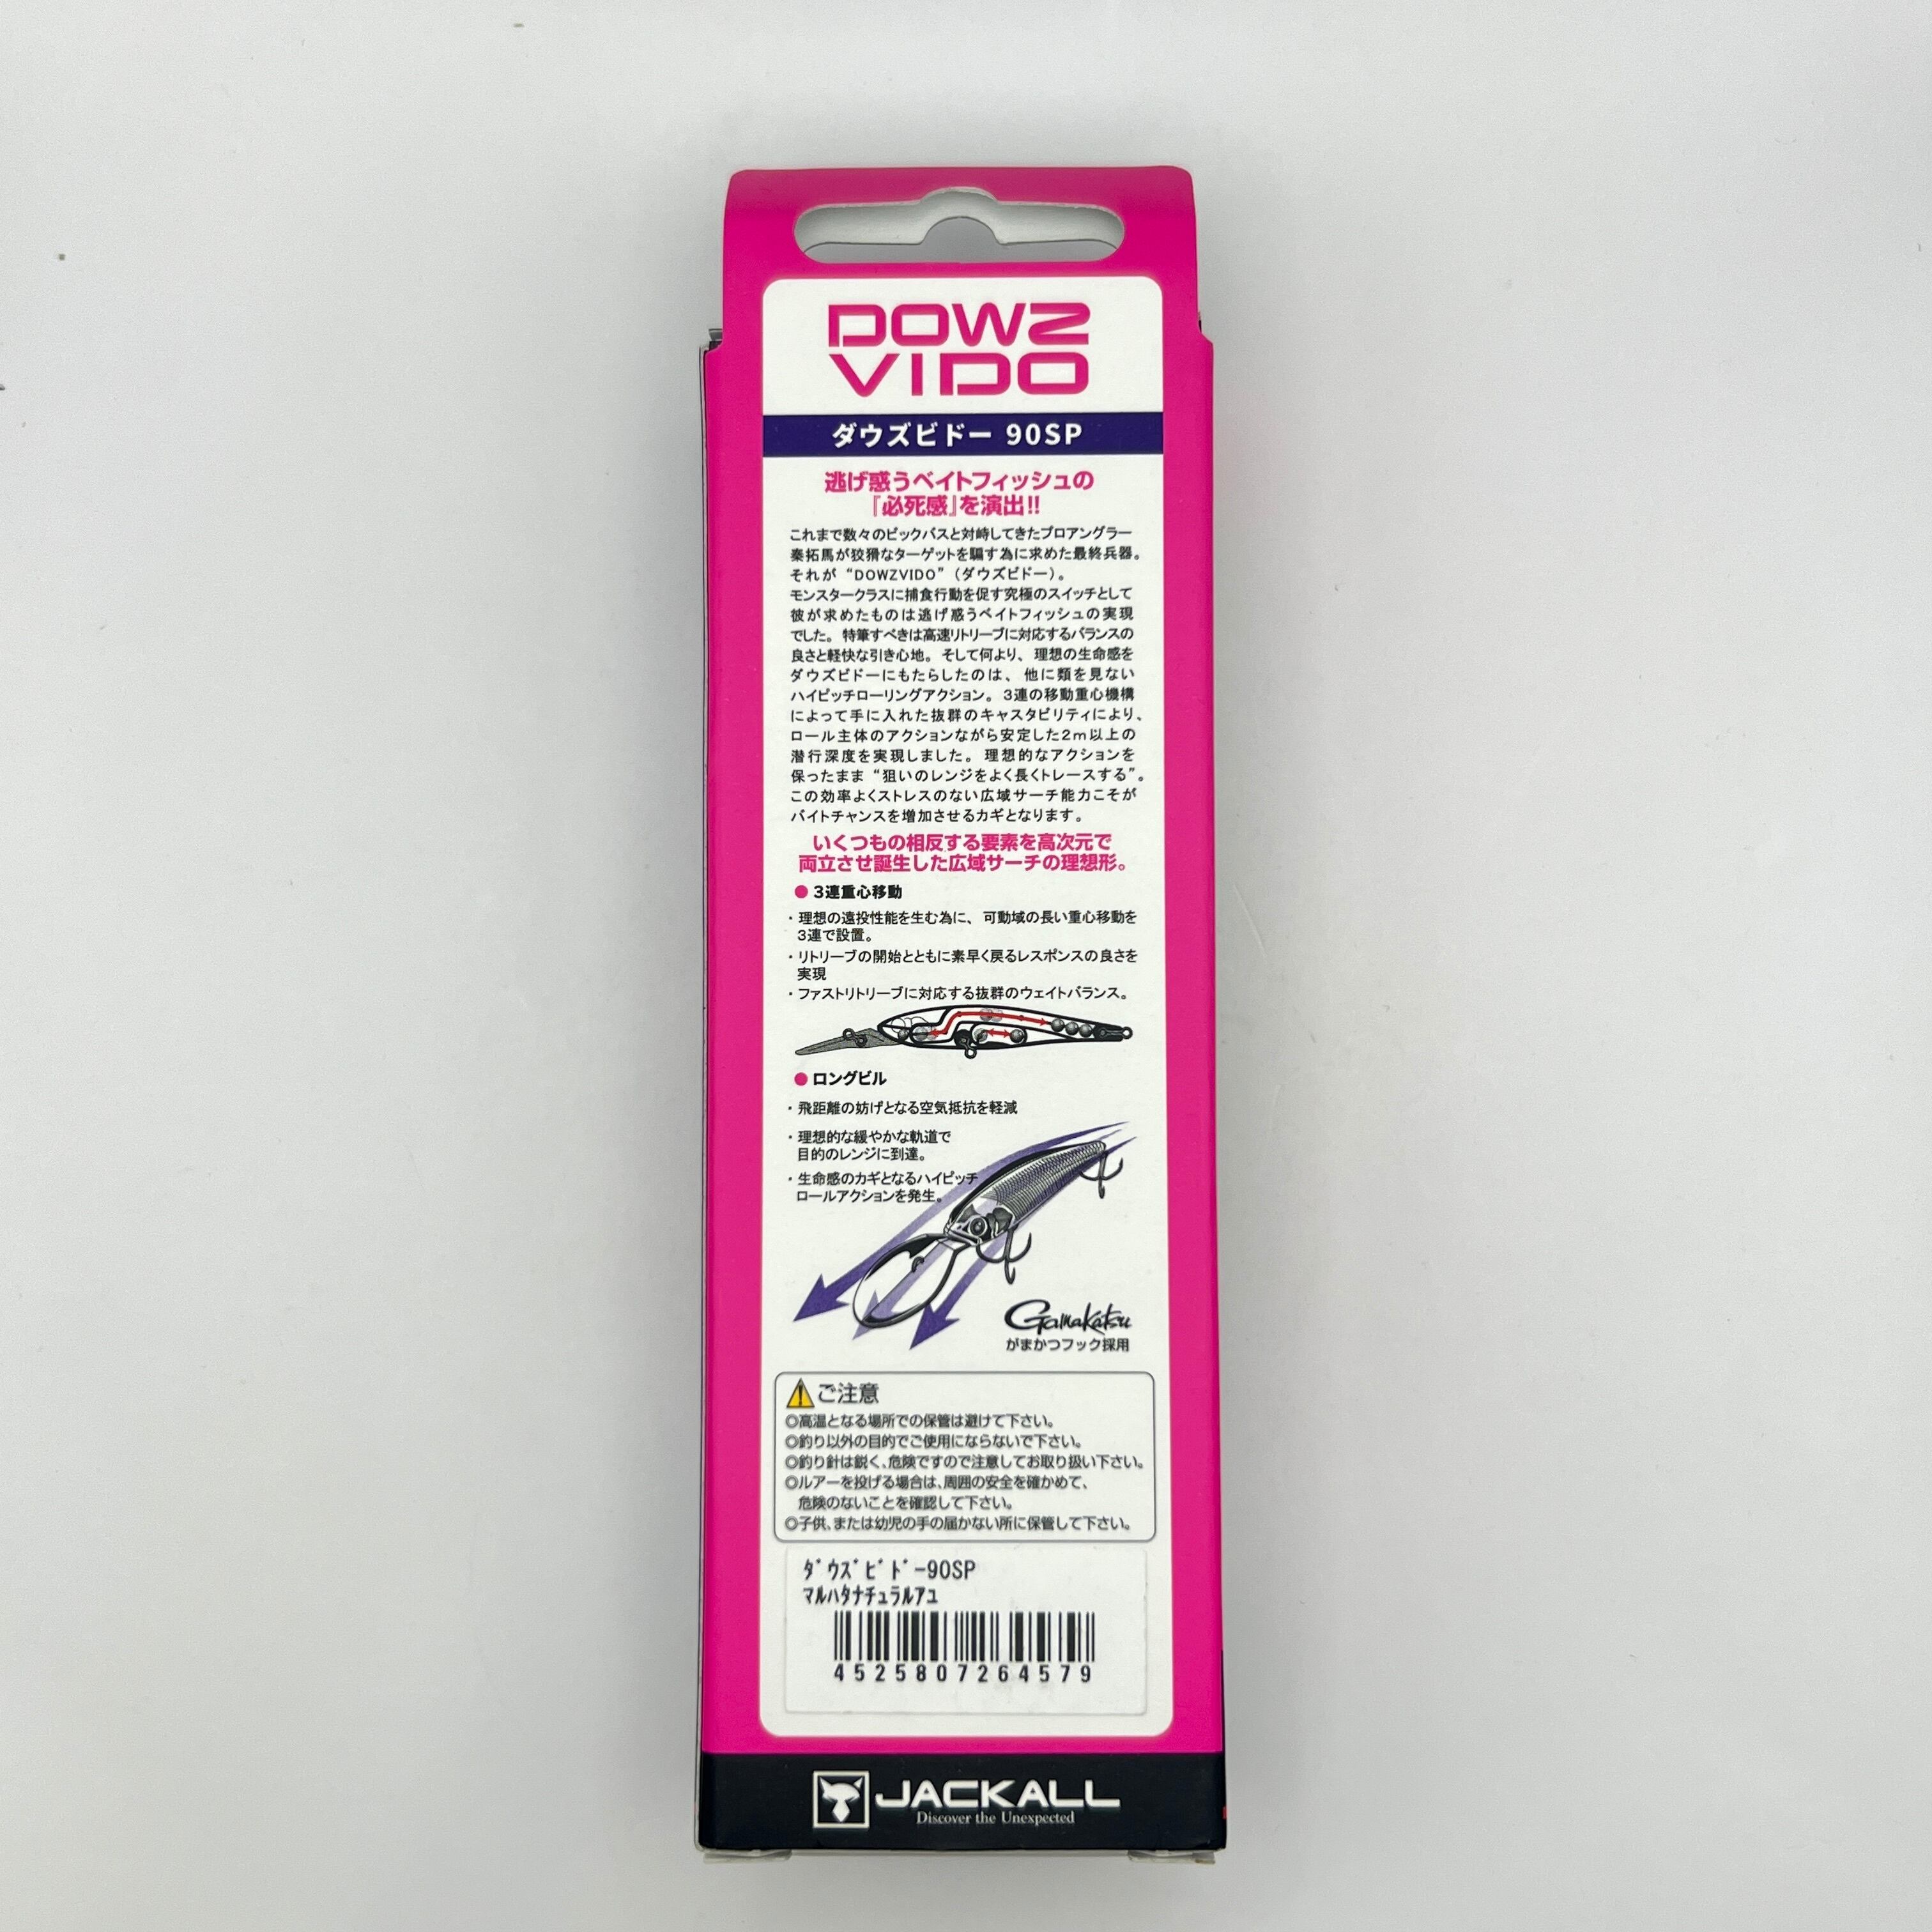 DOWZ
VIDO
ダウズビドー 90SP
逃げ惑うベイトフィッシュの
『必死感』を演出!!
これまで数々のビックバスと対峙してきたプロアングラー
秦拓馬が狡猾なターゲットを騙す為に求めた最終兵器。
それが“DOWZVIDO”(ダウズビドー)。
モンスタークラスに捕食行動を促す究極のスイッチとして
彼が求めたものは逃げ惑うベイトフィッシュの実現
でした。特筆すべきは高速リトリーブに対応するバランスの
良さと軽快な引き心地。そして何より、理想の生命感を
ダウズビドーにもたらしたのは、他に類を見ない
ハイピッチローリングアクション。3連の移動重心機構
によって手に入れた抜群のキャスタビリティにより、
ロール主体のアクションながら安定した2m以上の
潜行深度を実現しました。理想的なアクションを
保ったまま“狙いのレンジをよく長くトレースする”。
この効率よくストレスのない広域サーチ能力こそが
バイトチャンスを増加させるカギとなります。
いくつもの相反する要素を高次元で
両立させ誕生した広域サーチの理想形。
●3連重心移動
・理想の遠投性能を生む為に、可動域の長い重心移動を
3連で設置。
・リトリーブの開始とともに素早く戻るレスポンスの良さを
実現
・ファストリトリーブに対応する抜群のウェイトバランス。
●ロングビル
・飛距離の妨げとなる空気抵抗を軽減
・理想的な緩やかな軌道で
目的のレンジに到達。
・生命感のカギとなるハイピッチ
ロールアクションを発生。
Gamakatsu
がまかつフック採用
ご注意
◎高温となる場所での保管は避けて下さい。
◎釣り以外の目的でご使用にならないで下さい。
◎釣り針は鋭く、危険ですので注意してお取り扱い下さい。
◎ルアーを投げる場合は、周囲の安全を確かめて、
危険のないことを確認して下さい。
◎子供、または幼児の手の届かない所に保管して下さい。
ﾀﾞｳｽﾞﾋﾞﾄﾞｰ90SP
ﾏﾙﾊﾀﾅﾁｭﾗﾙｱﾕ
4525807264579
JACKALL
Discover the Unexpected